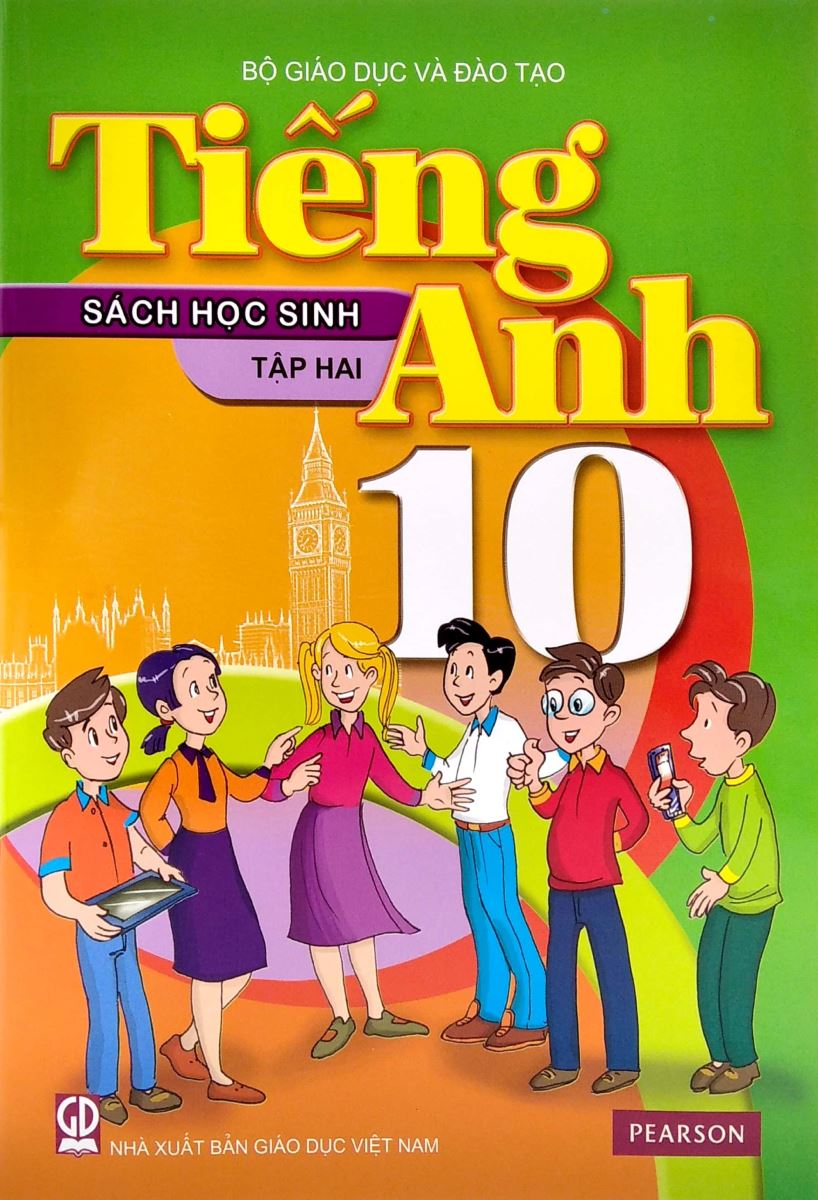 BỘ GIÁO DỤC VÀ ĐÀO TẠO
Tiếng
Anh
SÁCH HỌC SINH
TẬP HAI
10
GD
NHÀ XUẤT BẢN GIÁO DỤC VIỆT NAM
PEARSON